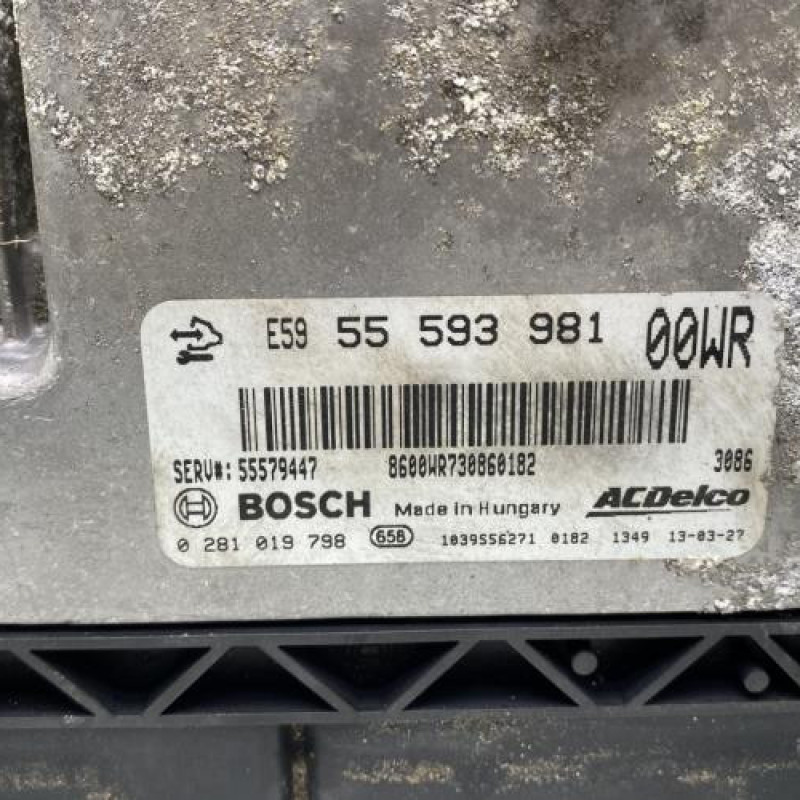 E59 55 593 981 00WR
SERV#: 55579447 8600WR730860182 3086
BOSCH Made in Hungary ACDelco
0 281 019 798 658 1039556271 0182 1349 13-03-27